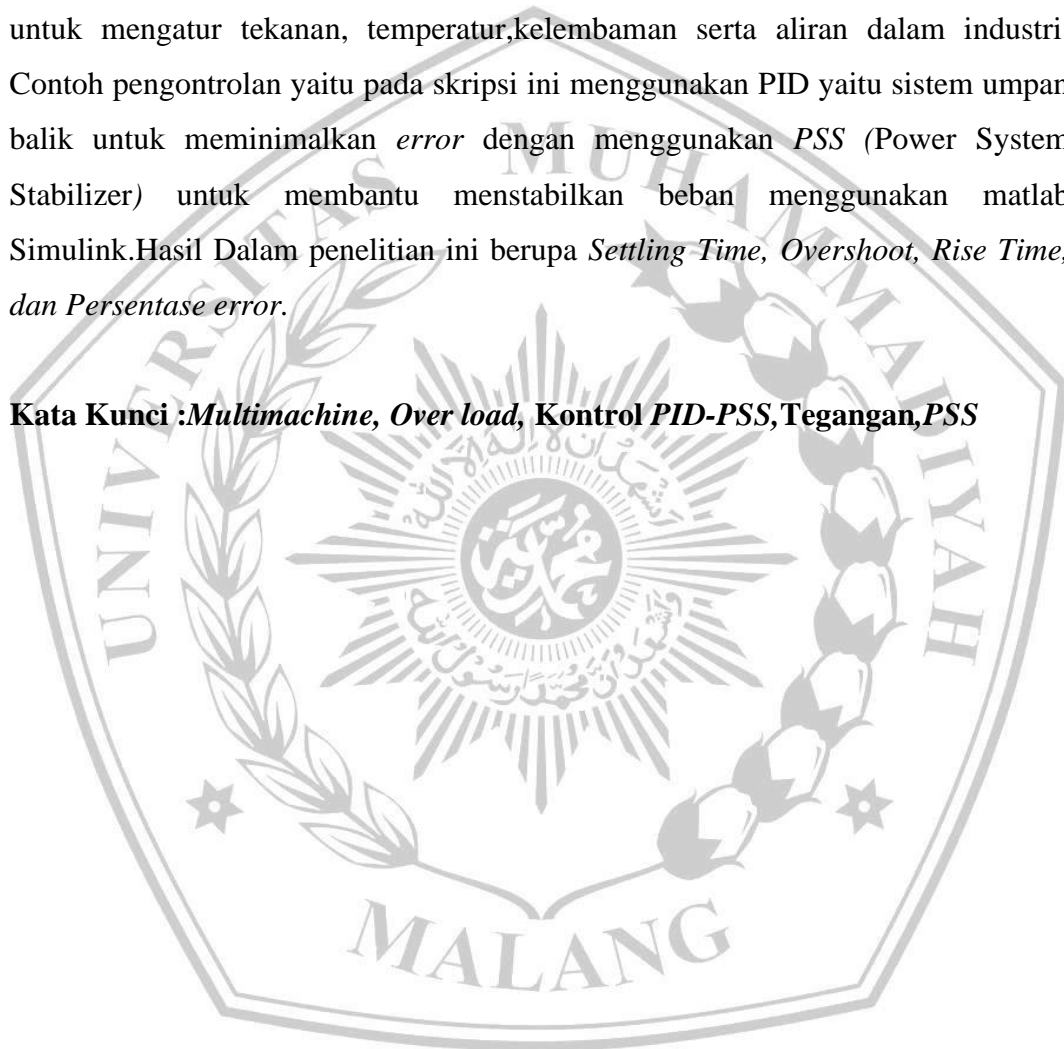 untuk mengatur tekanan, temperatur,kelembaman serta aliran dalam industri
Contoh pengontrolan yaitu pada skripsi ini menggunakan PID yaitu sistem umpan
balik untuk meminimalkan error dengan menggunakan PSS (Power System
Stabilizer) untuk membantu menstabilkan beban menggunakan matlab
Simulink.Hasil Dalam penelitian ini berupa Settling Time, Overshoot, Rise Time,
dan Persentase error.
Kata Kunci :Multimachine, Over load, Kontrol PID-PSS,Tegangan,PSS
UNIVERSITAS MUHAMMADIYAH
MALANG